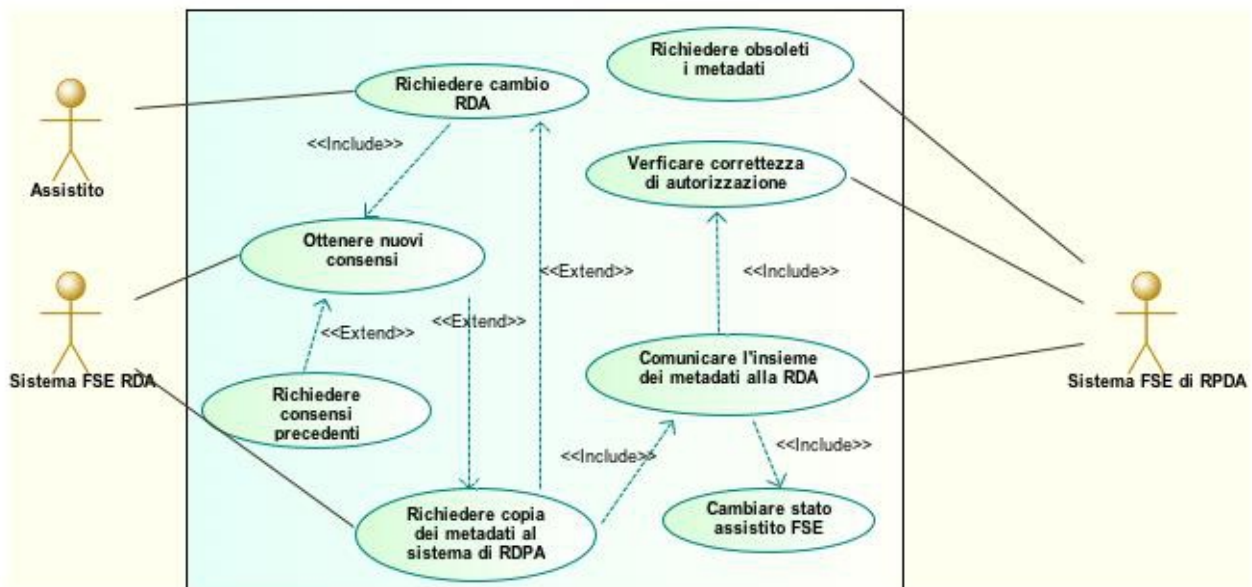 Richiedere obsoleti
i metadati
Richiedere cambio
RDA
<<Include>>
Verficare correttezza
di autorizzazione
Assistito
Ottenere nuovi
consensi
<<Extend>>
<<Include>>
<<Extend>>
<<Extend>>
Comunicare l'insieme
dei metadati alla RDA
Sistema FSE RDA
Sistema FSE di RPDA
Richiedere
consensi
precedenti
<<Include>>
<<Include>>
Cambiare stato
assistito FSE
Richiedere copia
dei metadati al
sistema di RDPA